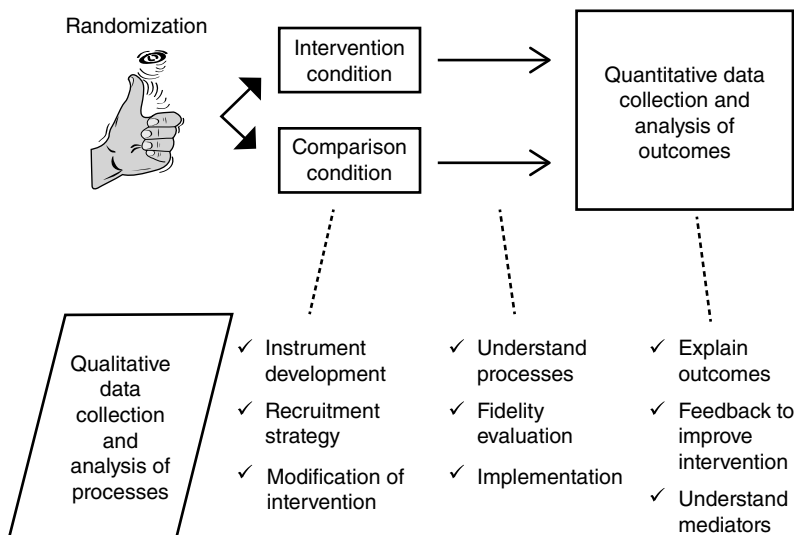 Randomization
Intervention
condition
Comparison
condition
Quantitative data
collection and
analysis of
outcomes
Qualitative
data
collection
and
analysis of
processes
✓ Instrument
development
✓ Recruitment
strategy
✓ Modification of
intervention
✓ Understand
processes
✓ Fidelity
evaluation
✓ Implementation
✓ Explain
outcomes
✓ Feedback to
improve
intervention
✓ Understand
mediators